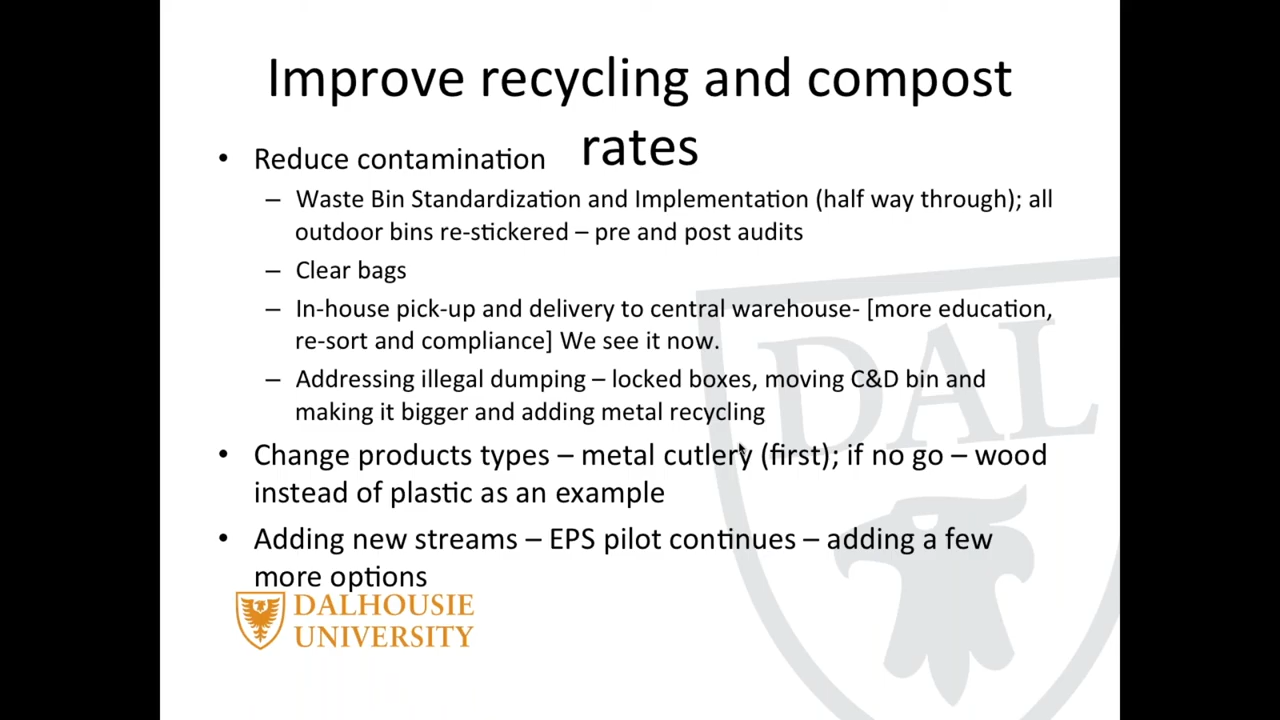 Improve recycling and compost
rates
• Reduce contamination
– Waste Bin Standardization and Implementation (half way through); all
outdoor bins re-stickered – pre and post audits
– Clear bags
– In-house pick-up and delivery to central warehouse- [more education,
re-sort and compliance] We see it now.
– Addressing illegal dumping – locked boxes, moving C&D bin and
making it bigger and adding metal recycling
• Change products types – metal cutlery (first); if no go – wood
instead of plastic as an example
• Adding new streams – EPS pilot continues – adding a few
more options
DALHOUSIE
UNIVERSITY
DAL